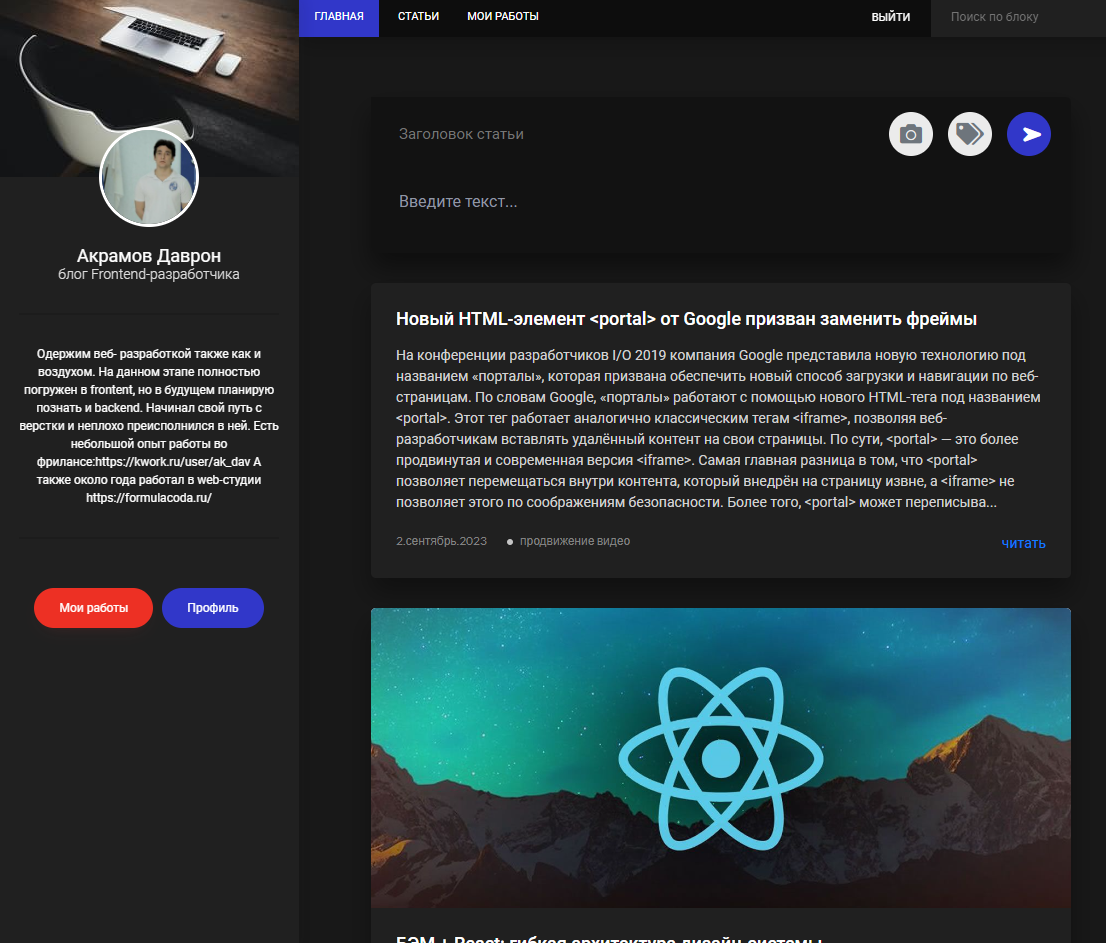 ГЛАВНАЯ СТАТЬИ МОИ РАБОТЫ ВЫЙТИ Поиск по блоку
Акрамов Даврон
блог Frontend-разработчика
Одержим веб- разработкой также как и
воздухом. На данном этапе полностью
погружен в frontent, но в будущем планирую
познать и backend. Начинал свой путь с
верстки и неплохо преисполнился в ней. Есть
небольшой опыт работы во
фрилансе:https://kwork.ru/user/ak_dav А
также около года работал в web-студии
https://formulacoda.ru/
Мои работы Профиль
Заголовок статьи
Введите текст...
Новый HTML-элемент <portal> от Google призван заменить фреймы
На конференции разработчиков I/O 2019 компания Google представила новую технологию под
названием «порталы», которая призвана обеспечить новый способ загрузки и навигации по веб-
страницам. По словам Google, «порталы» работают с помощью нового HTML-тега под названием
<portal>. Этот тег работает аналогично классическим тегам <iframe>, позволяя веб-
разработчикам вставлять удалённый контент на свои страницы. По сути, <portal> — это более
продвинутая и современная версия <iframe>. Самая главная разница в том, что <portal>
позволяет перемещаться внутри контента, который внедрён на страницу извне, а <iframe> не
позволяет этого по соображениям безопасности. Более того, <portal> может переписыва...
2.сентябрь.2023 ● продвижение видео читать
БЭМ + React: гибкая архитектура дизайн-системы